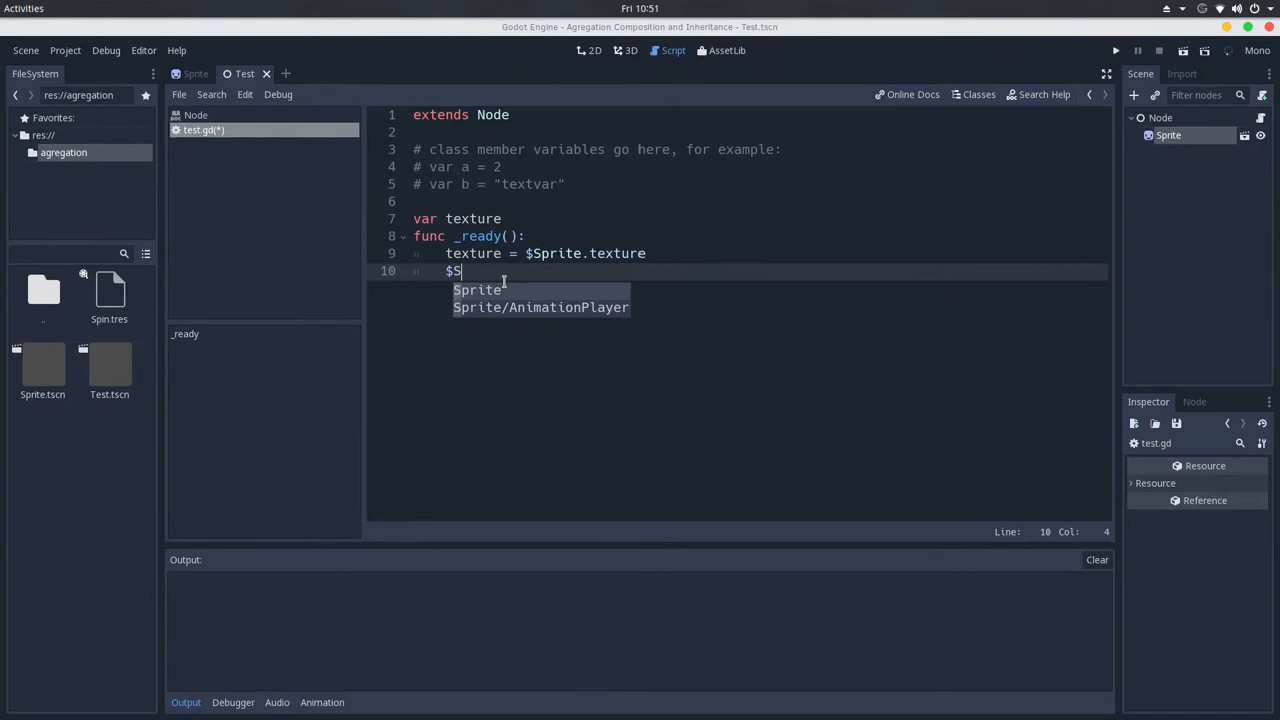 Activities
Fri 10:51
Godot Engine - Agregation Composition and Inheritance - Test.tscn
Scene Project Debug Editor Help
2D 3D Script AssetLib
Mono
FileSystem
res://agregation
Favorites:
res://
agregation
..
Spin.tres
Sprite.tscn
Test.tscn
Sprite Test
File Search Edit Debug
Online Docs Classes Search Help
Node
test.gd(*)
_ready
1 extends Node
2
3 # class member variables go here, for example:
4 # var a = 2
5 # var b = "textvar"
6
7 var texture
8 func _ready():
9 texture = $Sprite.texture
10 $S
Sprite
Sprite/AnimationPlayer
Line: 10 Col: 4
Output:
Clear
Output Debugger Audio Animation
Scene Import
Filter nodes
Node
Sprite
Inspector Node
test.gd
Resource
Resource
Reference